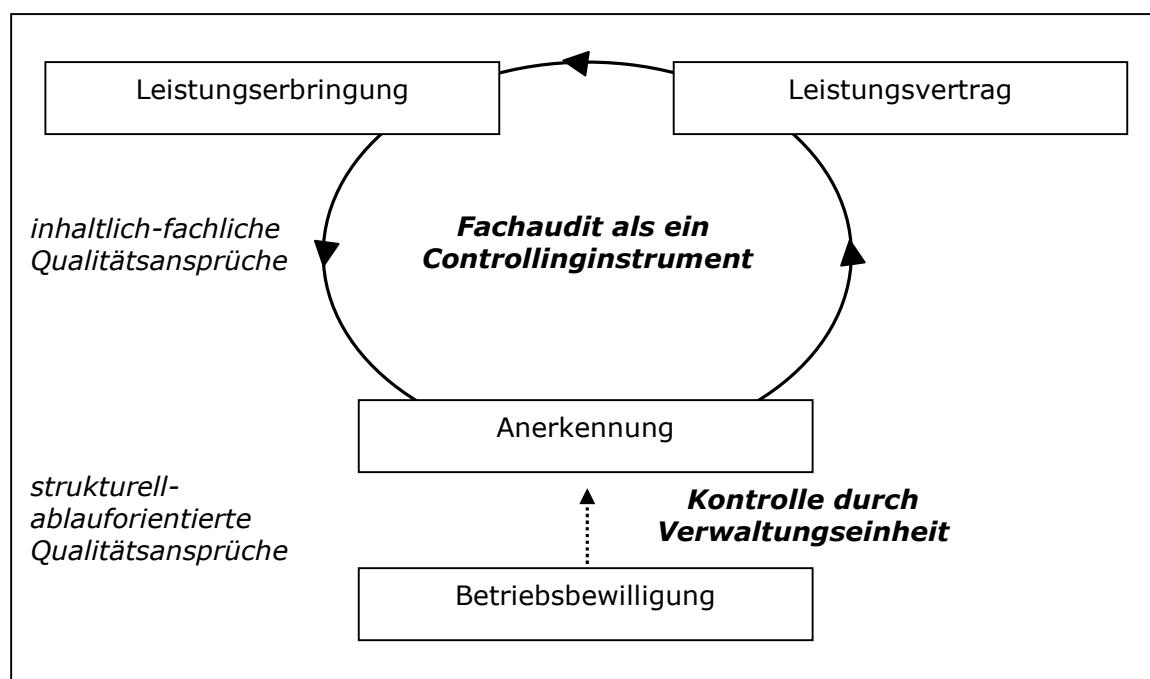 Leistungserbringung
Leistungsvertrag
inhaltlich-fachliche
Qualitätsansprüche
Fachaudit als ein
Controllinginstrument
Anerkennung
strukturell-
ablauforientierte
Qualitätsansprüche
Kontrolle durch
Verwaltungseinheit
Betriebsbewilligung